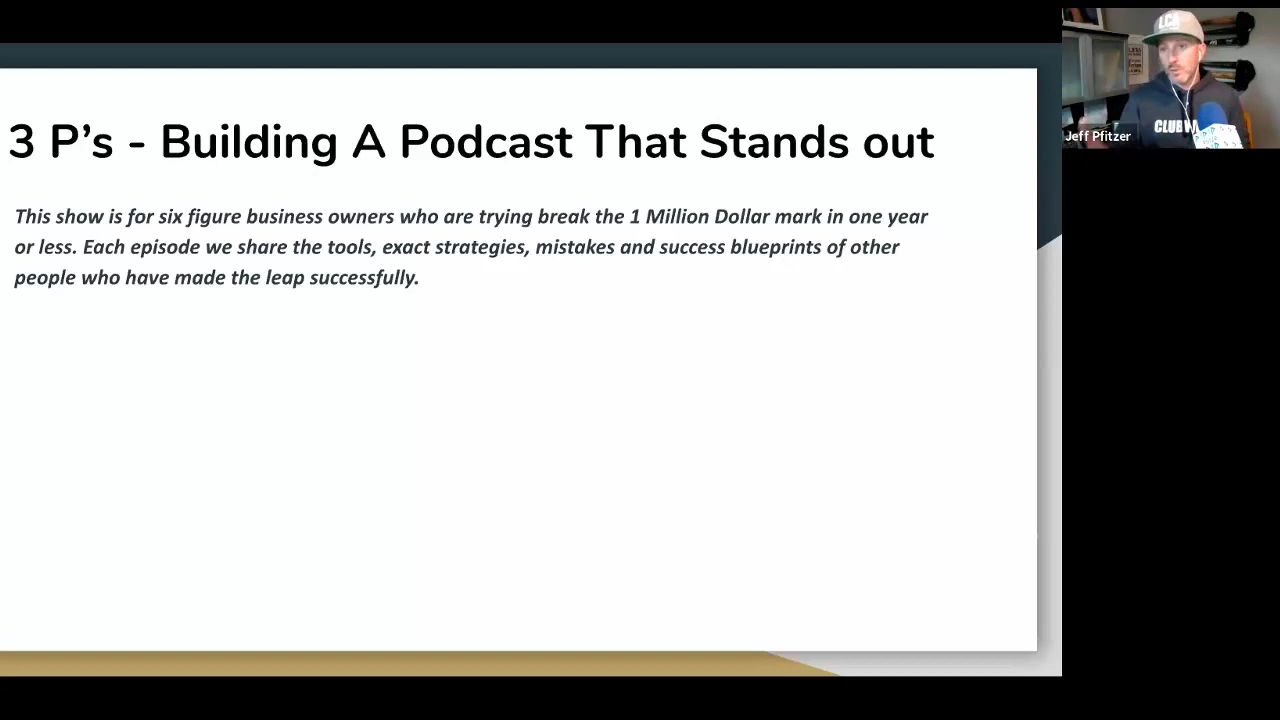 3 P’s - Building A Podcast That Stands out
This show is for six figure business owners who are trying break the 1 Million Dollar mark in one year
or less. Each episode we share the tools, exact strategies, mistakes and success blueprints of other
people who have made the leap successfully.
Jeff Pfitzer
CLUB